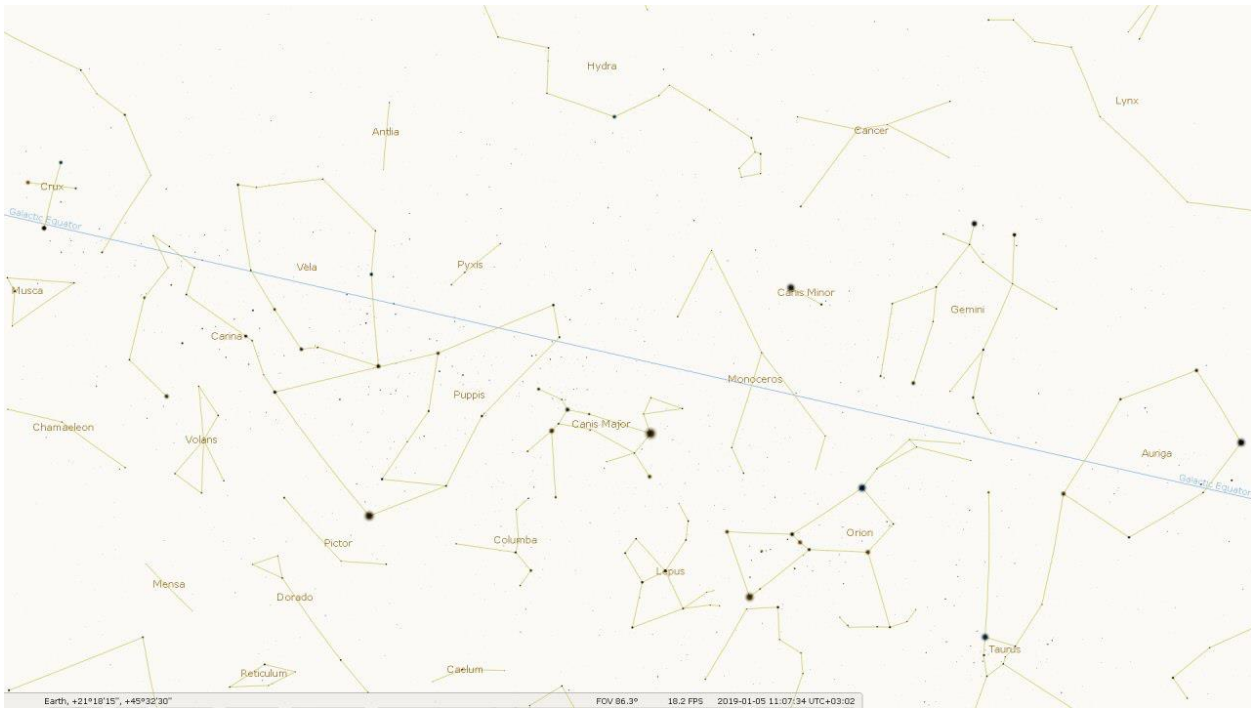 Hydra
Lynx
Antlia
Cancer
Crux
Galactic Equator
Vela
Pyxis
Musca
Canis Minor
Gemini
Carina
Monoceros
Puppis
Chamaeleon
Volans
Canis Major
Auriga
Galactic Equator
Pictor
Columba
Orion
Lepus
Mensa
Dorado
Taurus
Reticulum
Caelum
Earth, +21°18'15", +45°32'30" FOV 86.3° 18.2 FPS 2019-01-05 11:07:34 UTC+03:02